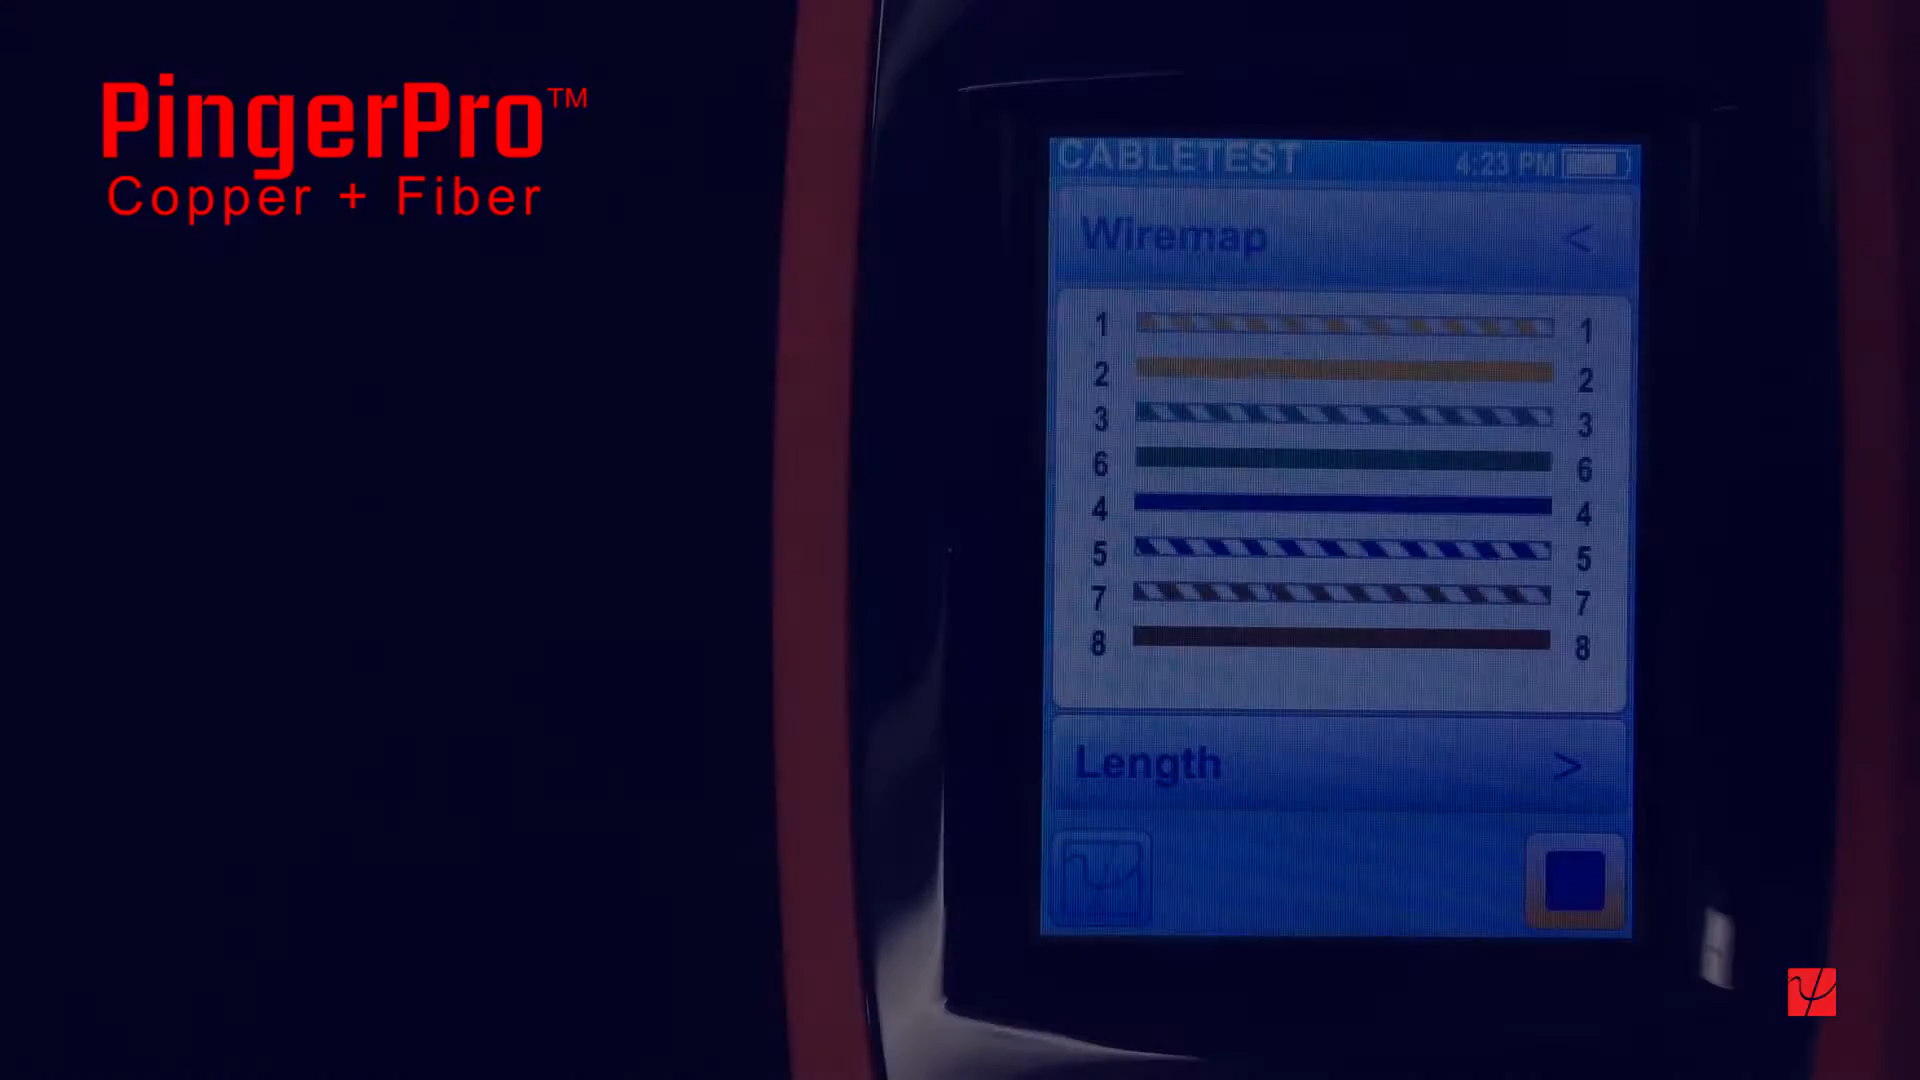 PingerPro™
Copper + Fiber
CABLETEST 4:23 PM
Wiremap <
1 1
2 2
3 3
6 6
4 4
5 5
7 7
8 8
Length >